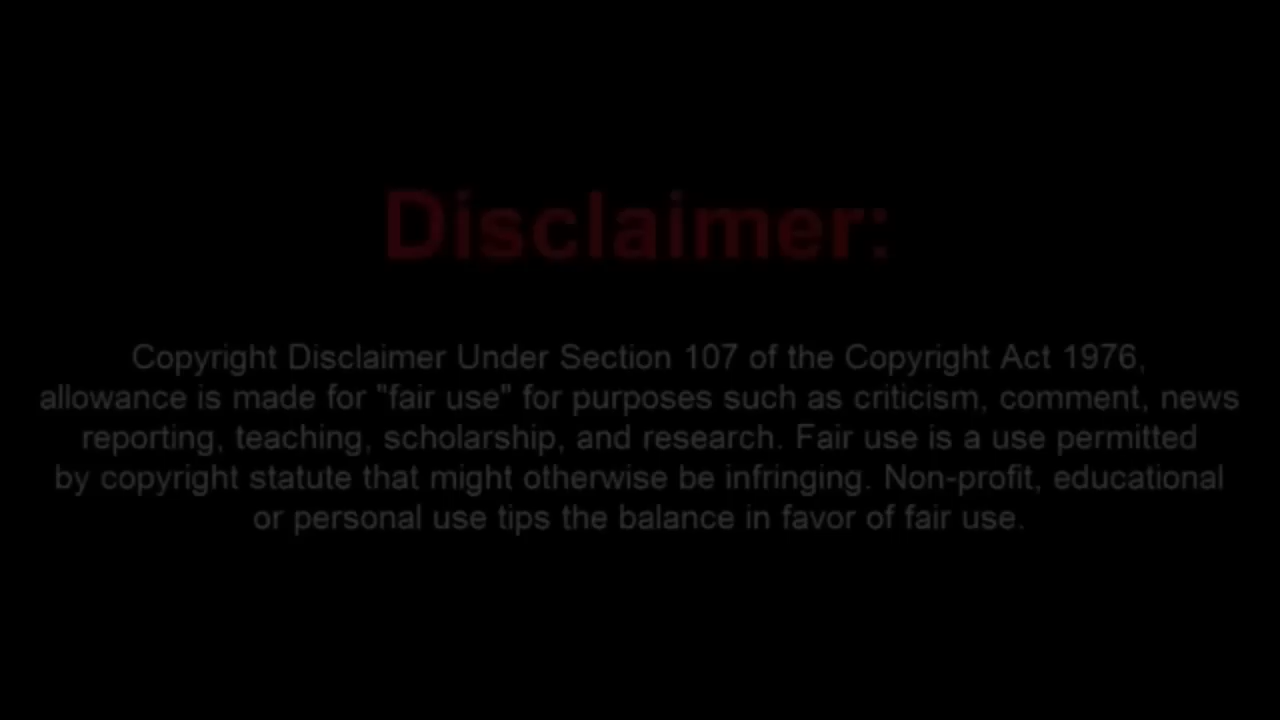 Disclaimer:
Copyright Disclaimer Under Section 107 of the Copyright Act 1976,
allowance is made for "fair use" for purposes such as criticism, comment, news
reporting, teaching, scholarship, and research. Fair use is a use permitted
by copyright statute that might otherwise be infringing. Non-profit, educational
or personal use tips the balance in favor of fair use.